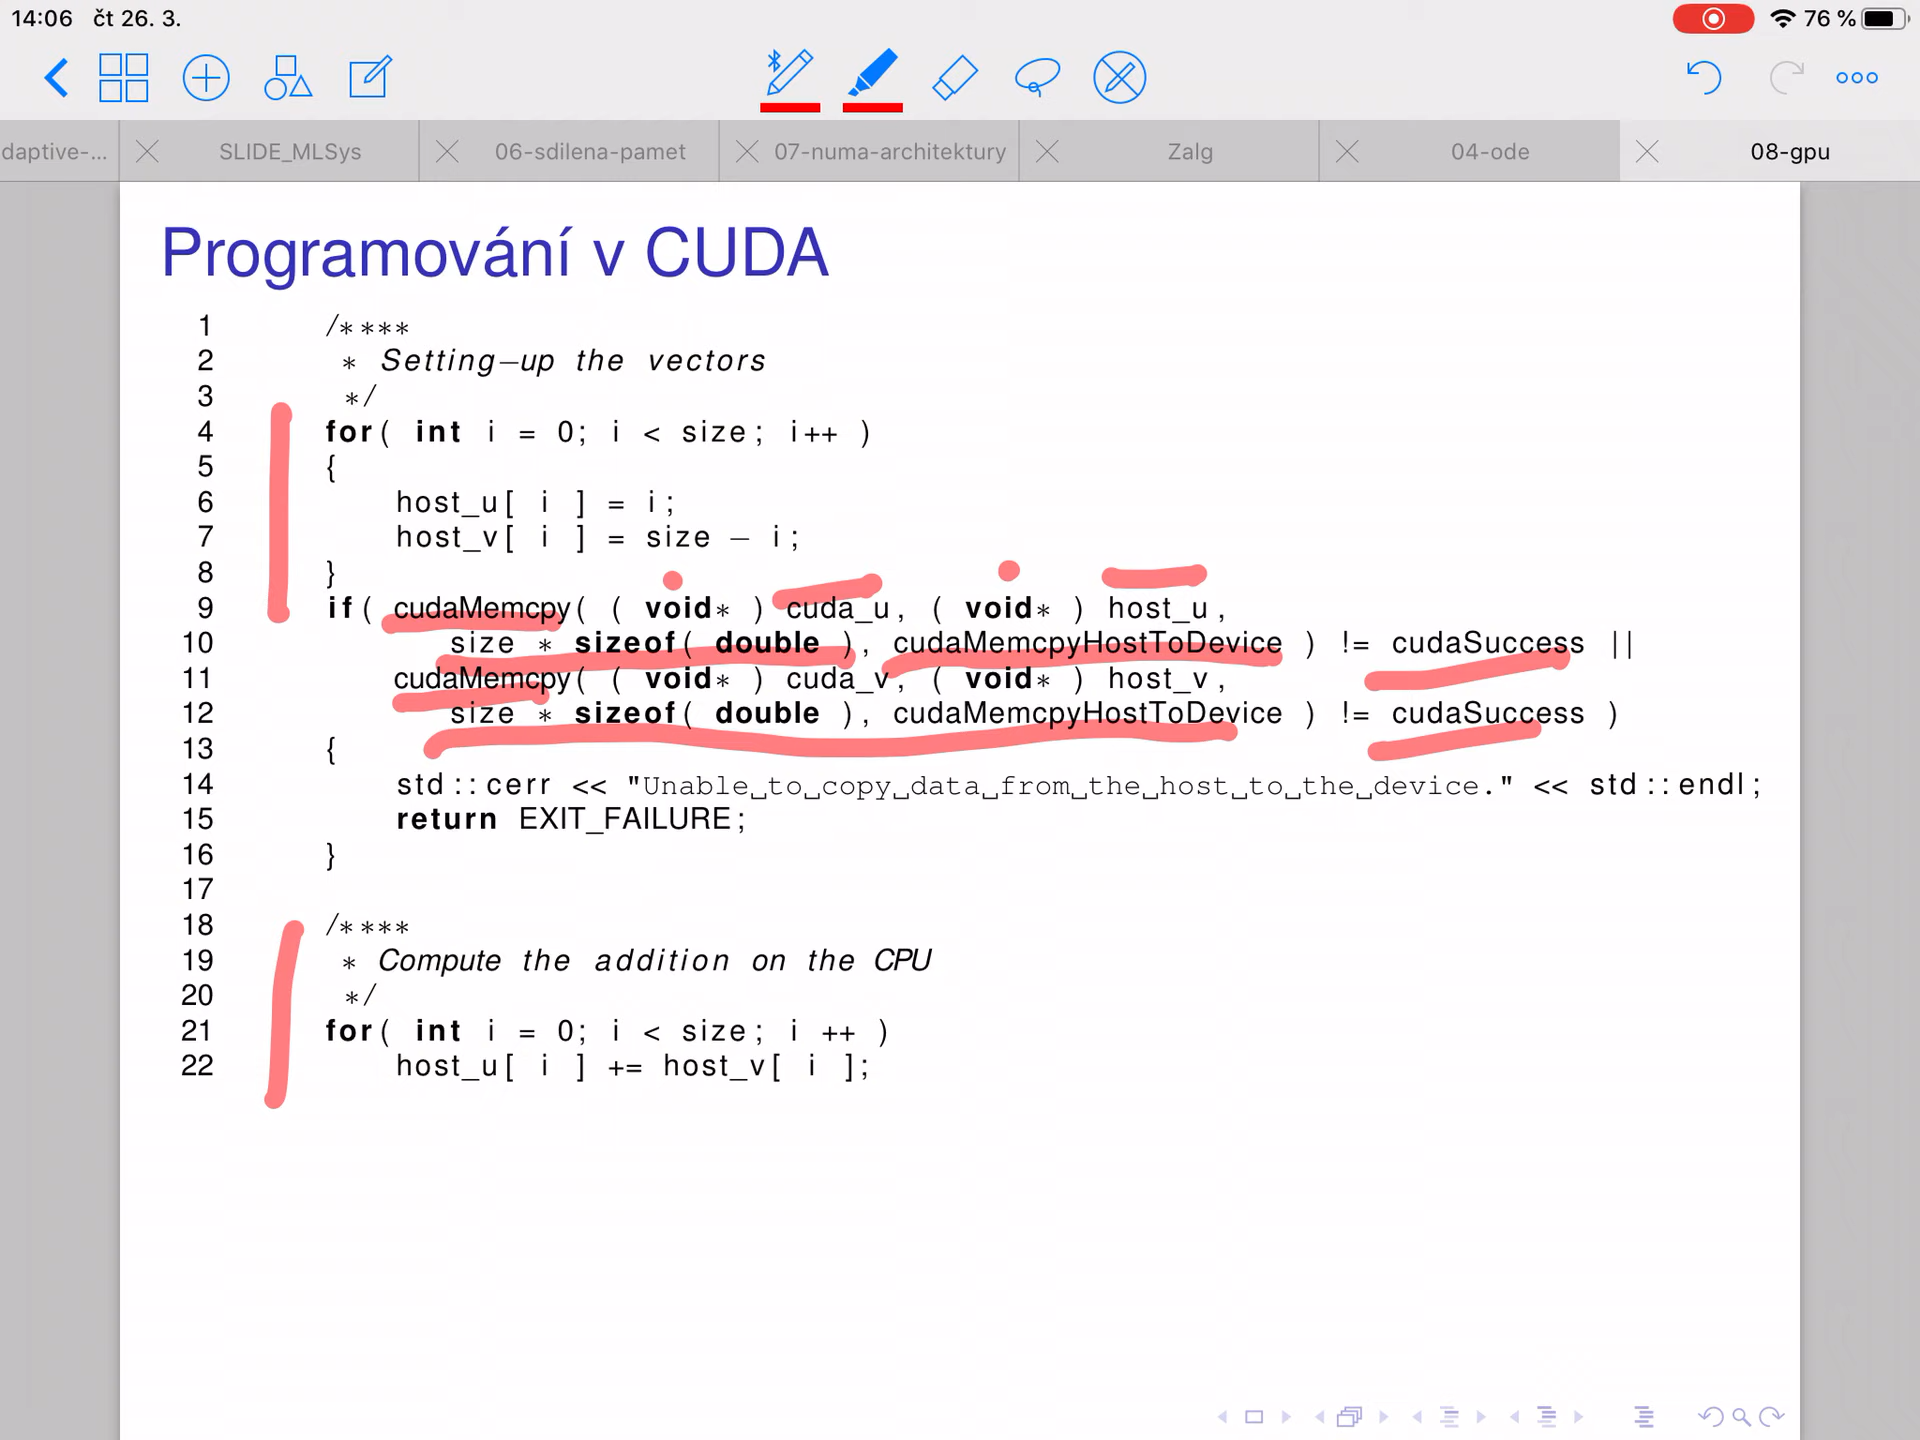 14:06 čt 26. 3. 76 %
daptive-... SLIDE_MLSys 06-sdilena-pamet 07-numa-architektury Zalg 04-ode 08-gpu
Programování v CUDA
1 /****
2 * Setting-up the vectors
3 */
4 for( int i = 0; i < size; i++ )
5 {
6 host_u[ i ] = i;
7 host_v[ i ] = size - i;
8 }
9 if( cudaMemcpy( ( void* ) cuda_u, ( void* ) host_u,
10 size * sizeof( double ), cudaMemcpyHostToDevice ) != cudaSuccess ||
11 cudaMemcpy( ( void* ) cuda_v, ( void* ) host_v,
12 size * sizeof( double ), cudaMemcpyHostToDevice ) != cudaSuccess )
13 {
14 std::cerr << "Unable␣to␣copy␣data␣from␣the␣host␣to␣the␣device." << std::endl;
15 return EXIT_FAILURE;
16 }
17
18 /****
19 * Compute the addition on the CPU
20 */
21 for( int i = 0; i < size; i ++ )
22 host_u[ i ] += host_v[ i ];